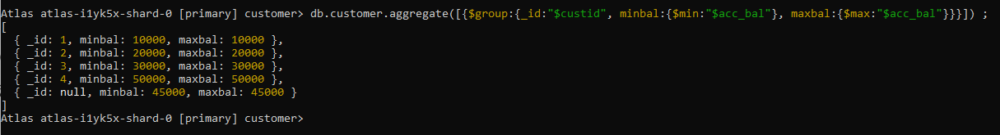 Atlas atlas-i1yk5x-shard-0 [primary] customer> db.customer.aggregate([{$group:{_id:"$custid", minbal:{$min:"$acc_bal"}, maxbal:{$max:"$acc_bal"}}}]) ;
[
  { _id: 1, minbal: 10000, maxbal: 10000 },
  { _id: 2, minbal: 20000, maxbal: 20000 },
  { _id: 3, minbal: 30000, maxbal: 30000 },
  { _id: 4, minbal: 50000, maxbal: 50000 },
  { _id: null, minbal: 45000, maxbal: 45000 }
]
Atlas atlas-i1yk5x-shard-0 [primary] customer>